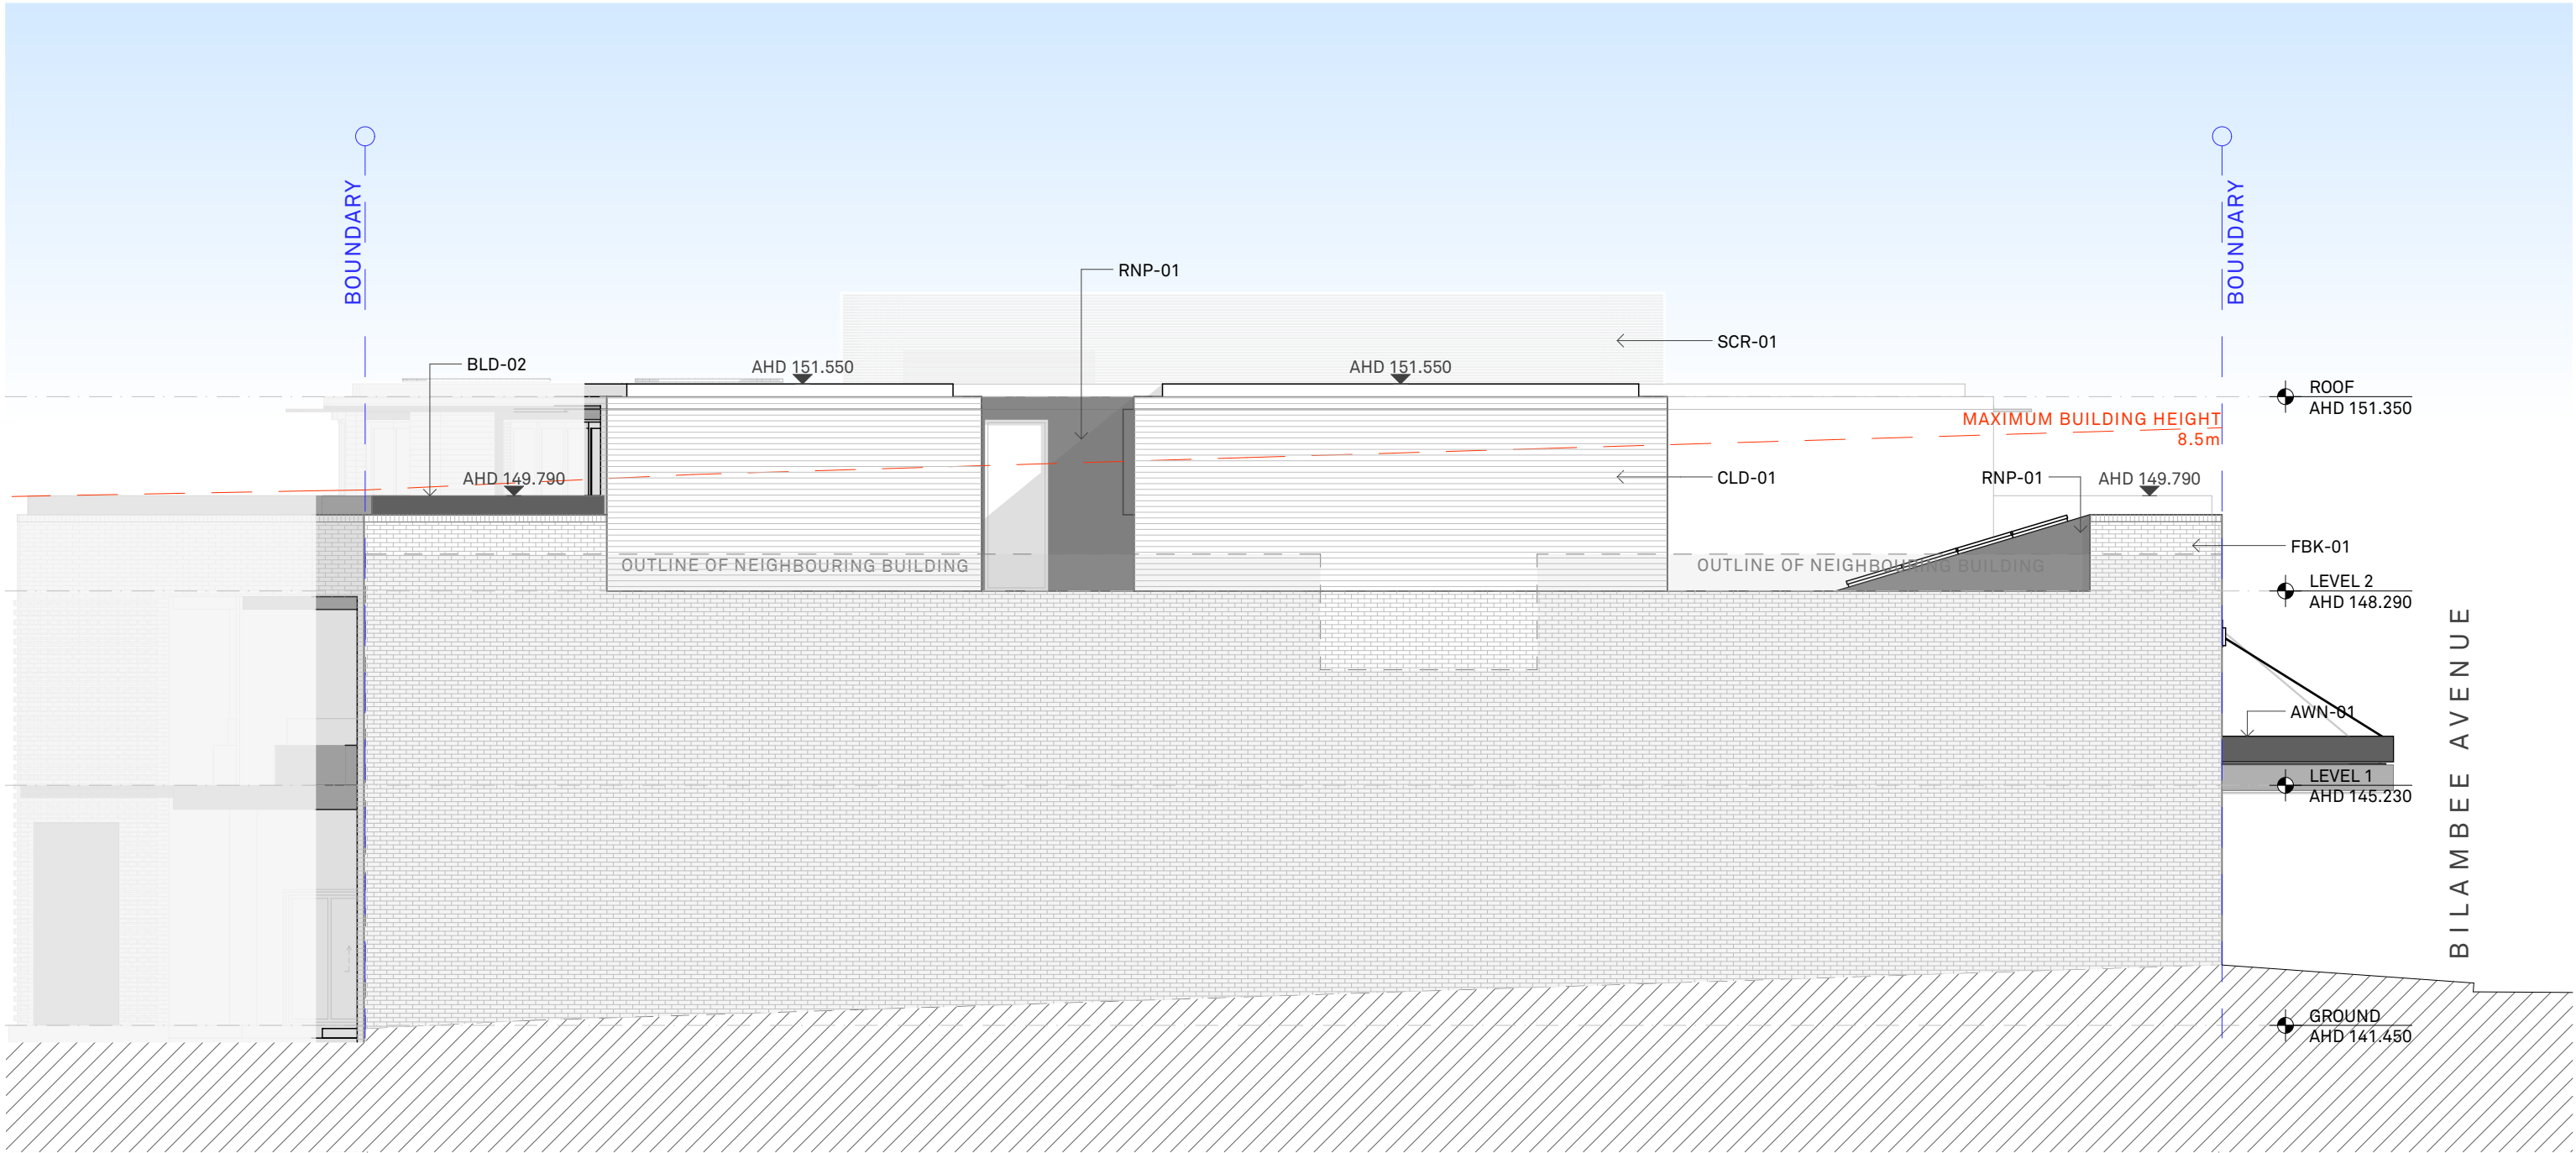 BOUNDARY
BOUNDARY
RNP-01
SCR-01
BLD-02
AHD 151.550
AHD 151.550
ROOF
AHD 151.350
MAXIMUM BUILDING HEIGHT
8.5m
AHD 149.790
CLD-01
RNP-01
AHD 149.790
FBK-01
OUTLINE OF NEIGHBOURING BUILDING
OUTLINE OF NEIGHBOURING BUILDING
LEVEL 2
AHD 148.290
BILAMBEE AVENUE
AWN-01
LEVEL 1
AHD 145.230
GROUND
AHD 141.450